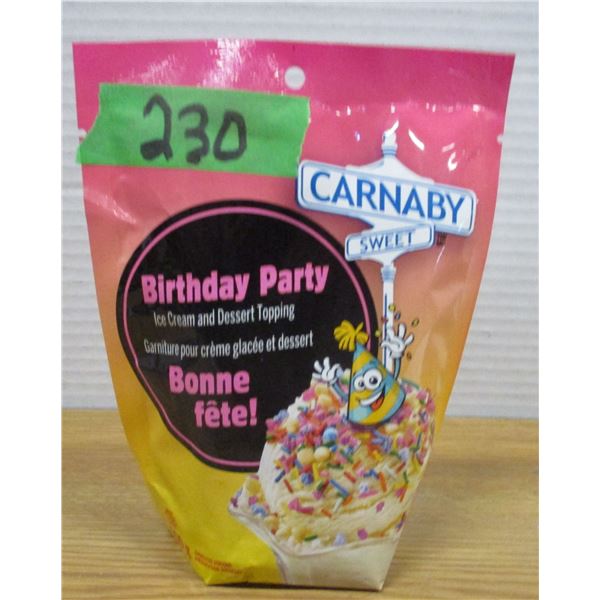 230
CARNABY
SWEET
Birthday Party
Ice Cream and Dessert Topping
Garniture pour crème glacée et dessert
Bonne
fête!